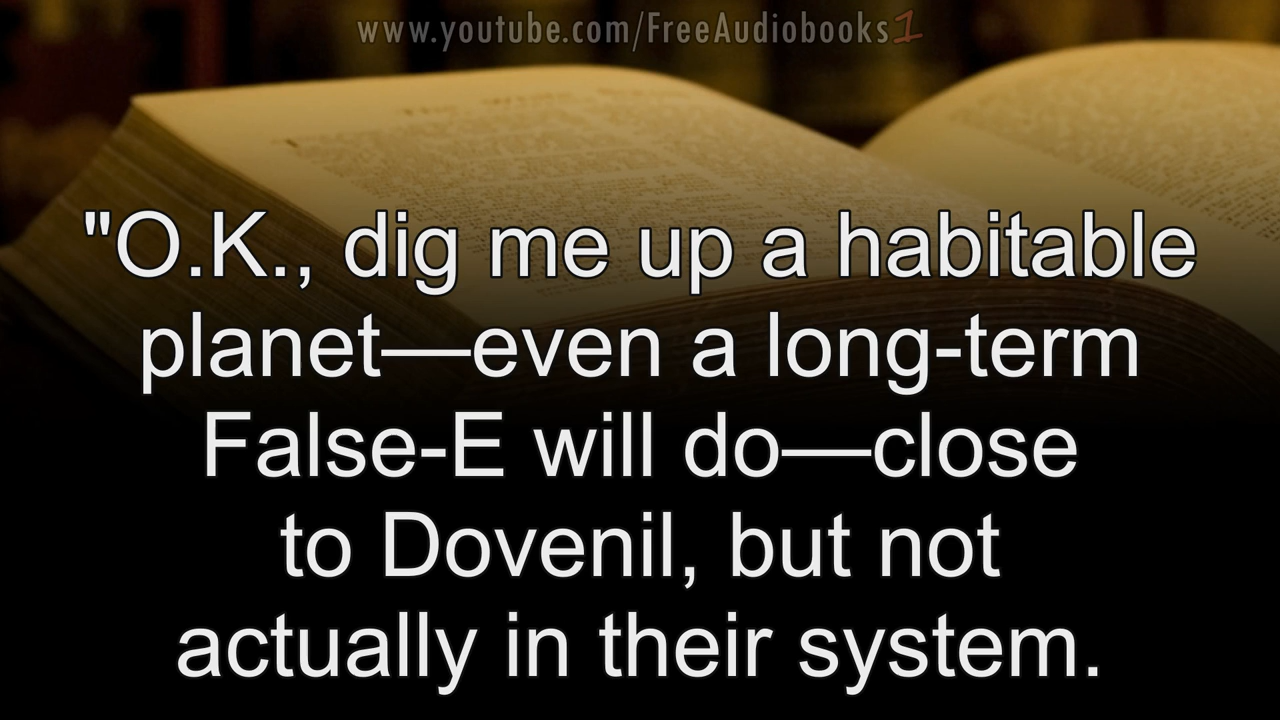 www.youtube.com/FreeAudiobooks1
"O.K., dig me up a habitable
planet—even a long-term
False-E will do—close
to Dovenil, but not
actually in their system.